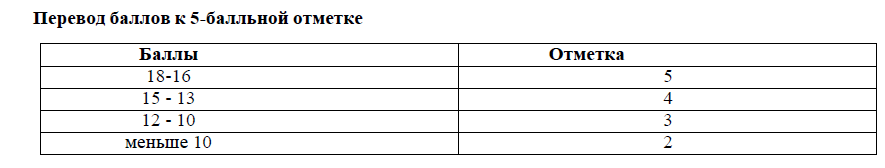 Перевод баллов к 5-балльной отметке
Баллы Отметка
18-16 5
15 - 13 4
12 - 10 3
меньше 10 2